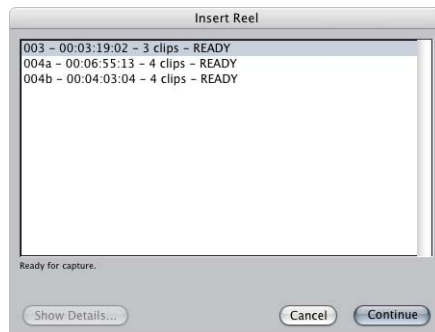 Insert Reel
003 – 00:03:19:02 – 3 clips – READY
004a – 00:06:55:13 – 4 clips – READY
004b – 00:04:03:04 – 4 clips – READY
Ready for capture.
Show Details...
Cancel
Continue